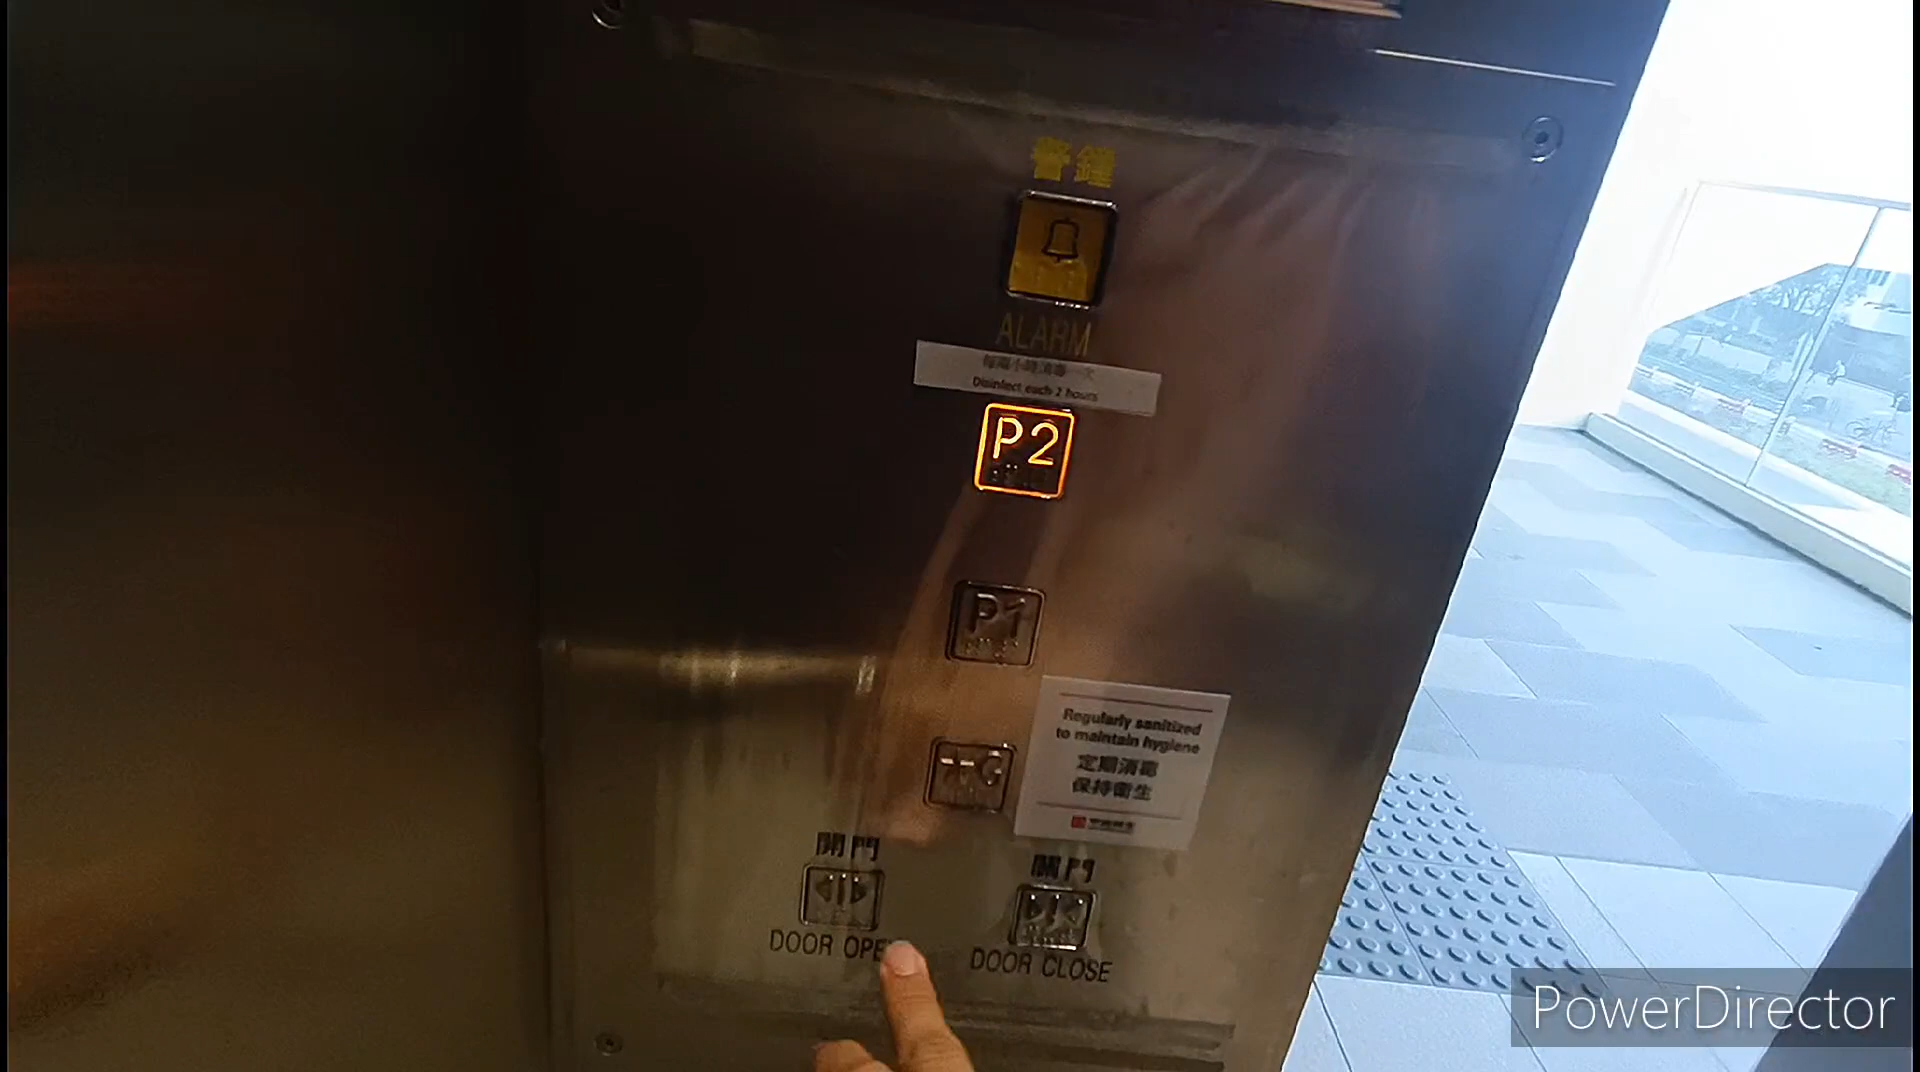 警鐘
ALARM
每兩小時消毒一次
Disinfect each 2 hours
P2
P1
G
Regularly sanitized
to maintain hygiene
定期消毒
保持衛生
開門
DOOR OPE
關門
DOOR CLOSE
PowerDirector